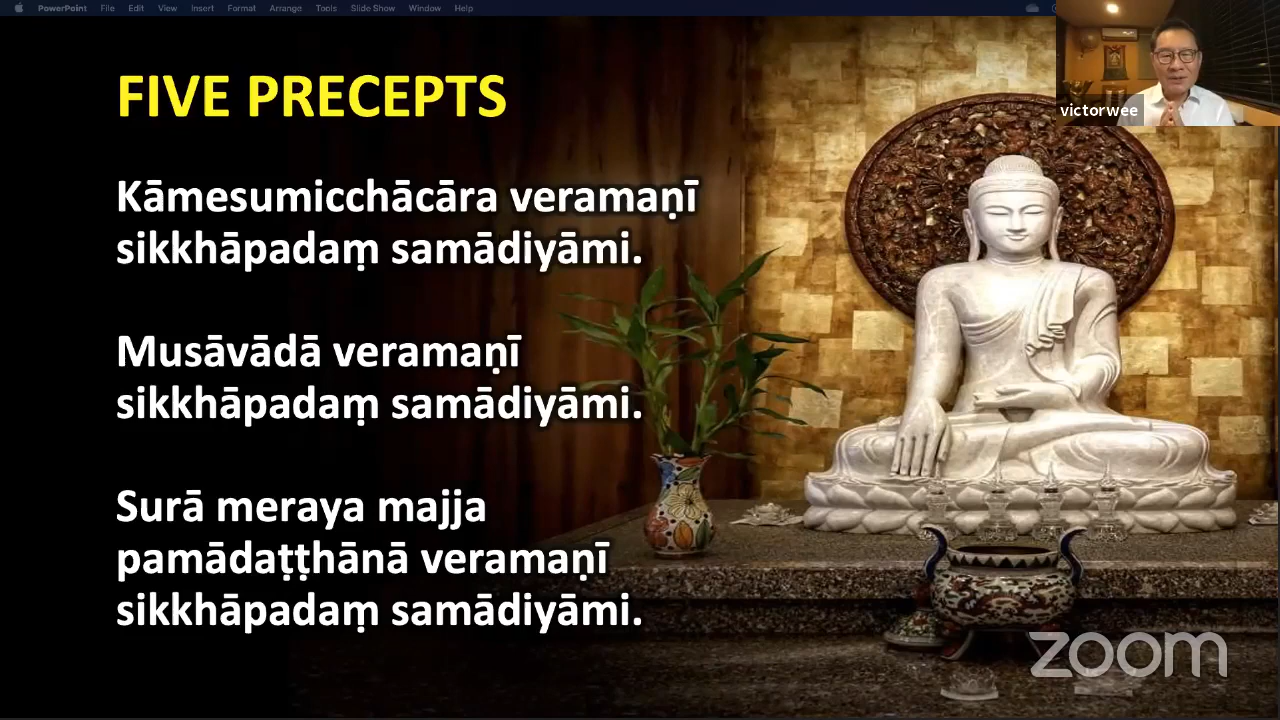 PowerPoint File Edit View Insert Format Arrange Tools Slide Show Window Help
victorwee
FIVE PRECEPTS
Kāmesumicchācāra veramaṇī
sikkhāpadaṃ samādiyāmi.
Musāvādā veramaṇī
sikkhāpadaṃ samādiyāmi.
Surā meraya majja
pamādaṭṭhānā veramaṇī
sikkhāpadaṃ samādiyāmi.
zoom